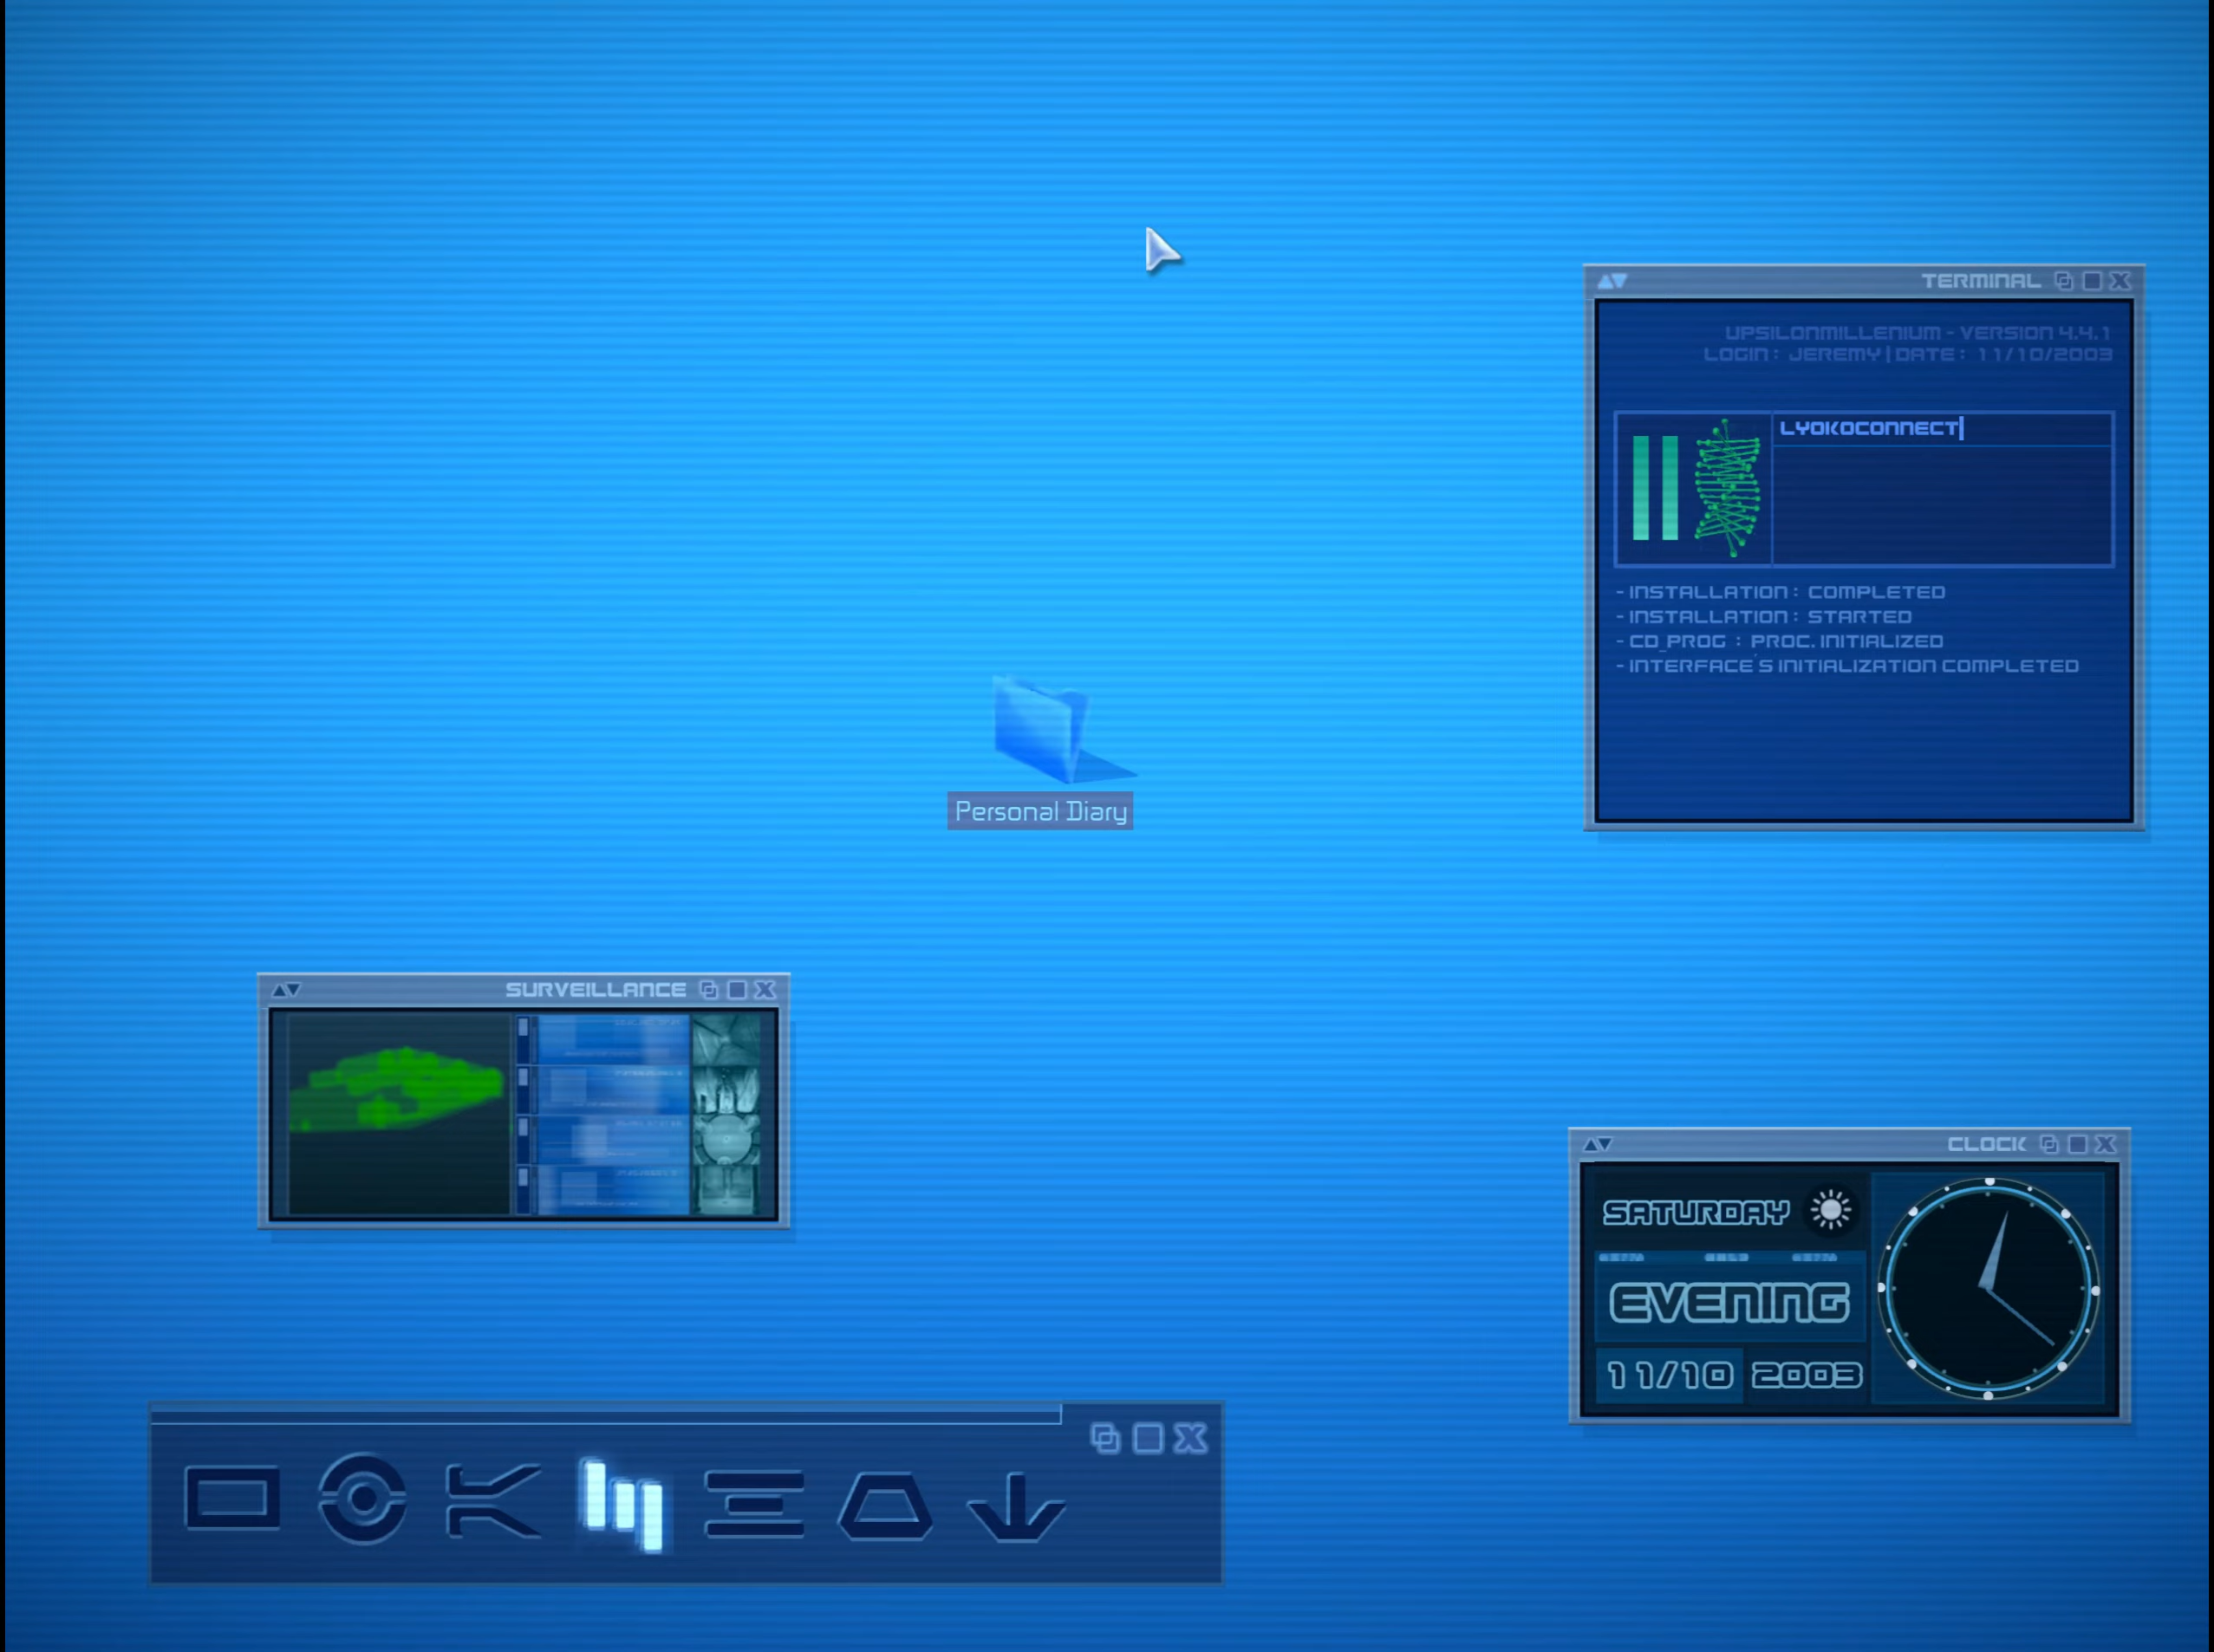 TERMINAL
UPSILONMILLENIUM - VERSION 4.4.1
LOGIN : JEREMY | DATE : 11/10/2003
LYOKOCONNECT
- INSTALLATION : COMPLETED
- INSTALLATION : STARTED
- CD_PROG : PROC. INITIALIZED
- INTERFACE'S INITIALIZATION COMPLETED
Personal Diary
SURVEILLANCE
CLOCK
SATURDAY
EVENING
11/10 2003